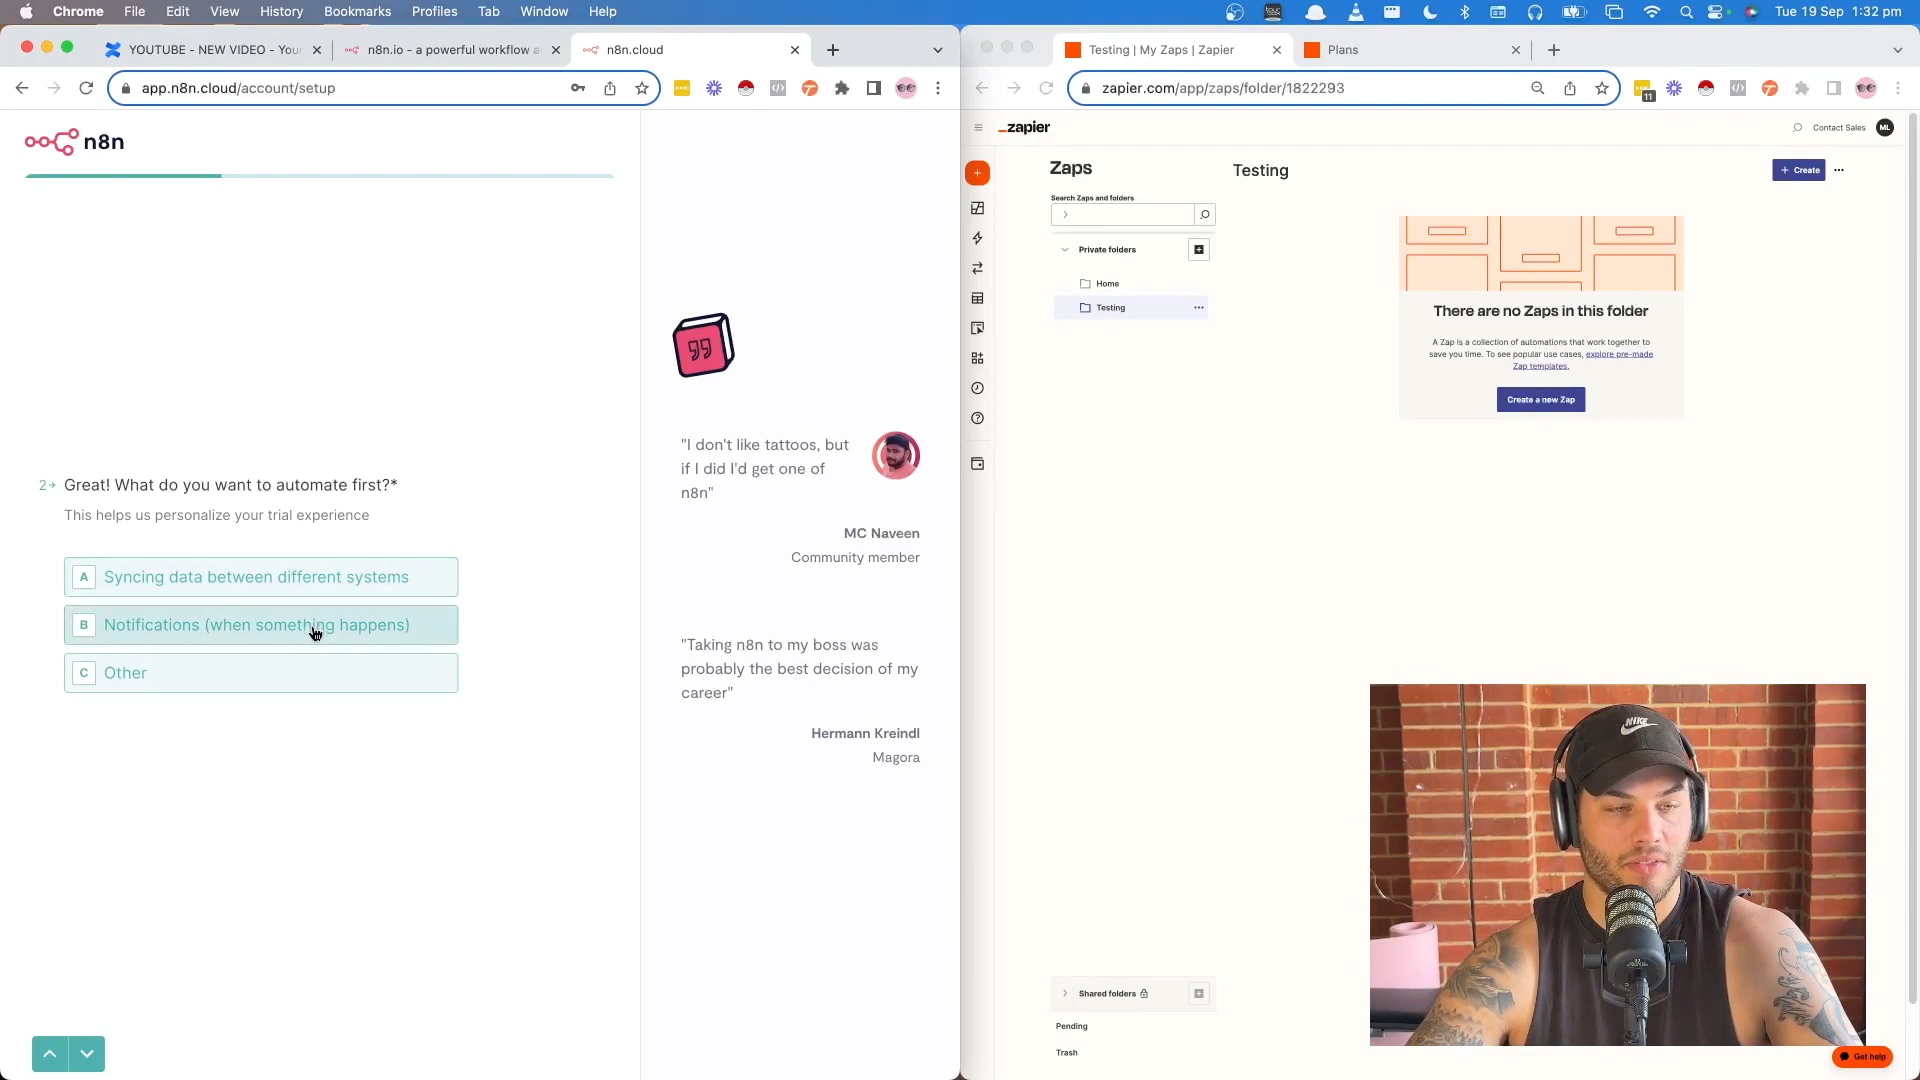 Chrome File Edit View History Bookmarks Profiles Tab Window Help
Tue 19 Sep 1:32 pm
YOUTUBE - NEW VIDEO - You
n8n.io - a powerful workflow a
n8n.cloud
app.n8n.cloud/account/setup
n8n
2 Great! What do you want to automate first?*
This helps us personalize your trial experience
A Syncing data between different systems
B Notifications (when something happens)
C Other
"I don't like tattoos, but
if I did I'd get one of
n8n"
MC Naveen
Community member
"Taking n8n to my boss was
probably the best decision of my
career"
Hermann Kreindl
Magora
Testing | My Zaps | Zapier
Plans
zapier.com/app/zaps/folder/1822293
11
_zapier
Contact Sales
ML
Zaps
Testing
+ Create
Search Zaps and folders
Private folders
Home
Testing
There are no Zaps in this folder
A Zap is a collection of automations that work together to
save you time. To see popular use cases, explore pre-made
Zap templates.
Create a new Zap
Shared folders
Pending
Trash
NIKE
Get help